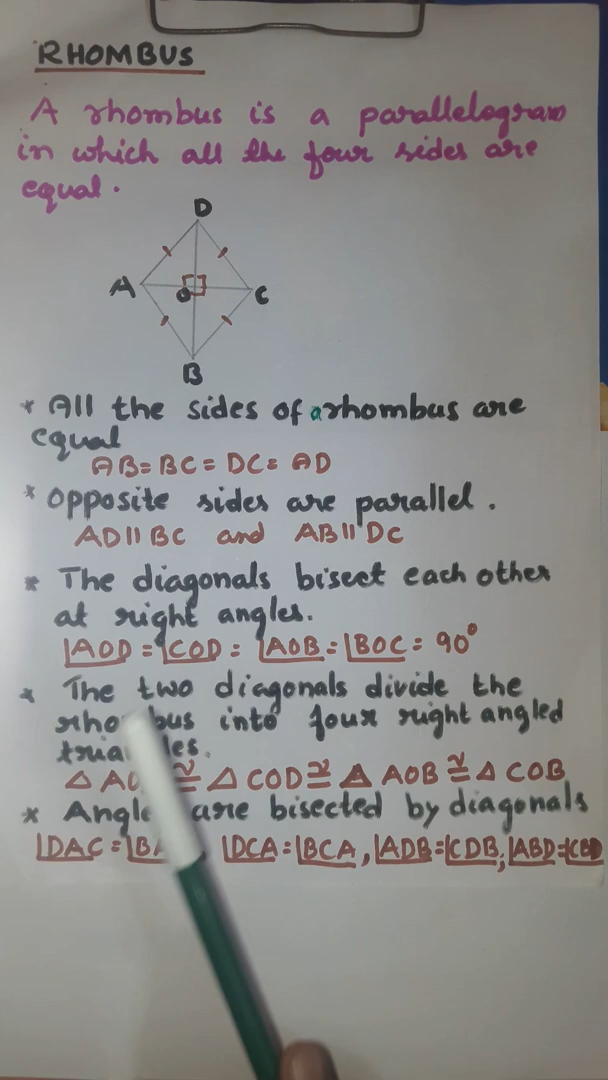 RHOMBUS
A rhombus is a parallelogram
in which all the four sides are
equal.
D
A O C
B
* All the sides of a rhombus are
equal
AB = BC = DC = AD
* Opposite sides are parallel.
AD || BC and AB || DC
* The diagonals bisect each other
at right angles.
∠AOD = ∠COD = ∠AOB = ∠BOC = 90°
* The two diagonals divide the
rhombus into four right angled
triangles.
△ ≅ △ COD ≅ △ AOB ≅ △ COB
* Angles are bisected by diagonals
∠DAC = ∠DCA = ∠BCA, ∠ADB = ∠CDB, ∠ABD = ∠CBD